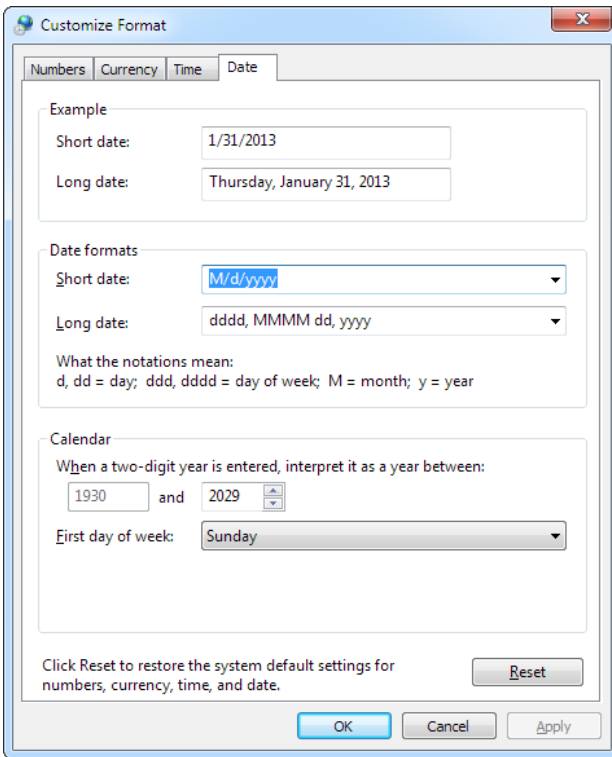 Customize Format
Numbers Currency Time Date
Example
Short date: 1/31/2013
Long date: Thursday, January 31, 2013
Date formats
Short date: M/d/yyyy
Long date: dddd, MMMM dd, yyyy
What the notations mean:
d, dd = day; ddd, dddd = day of week; M = month; y = year
Calendar
When a two-digit year is entered, interpret it as a year between:
1930 and 2029
First day of week: Sunday
Click Reset to restore the system default settings for
numbers, currency, time, and date.
Reset
OK Cancel Apply